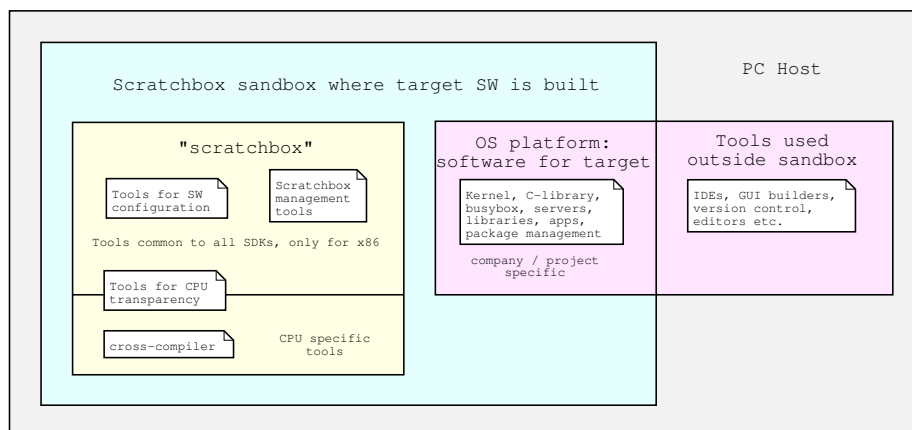 PC Host
Scratchbox sandbox where target SW is built
"scratchbox"
Tools for SW
configuration
Scratchbox
management
tools
Tools common to all SDKs, only for x86
Tools for CPU
transparency
cross-compiler
CPU specific
tools
OS platform:
software for target
Kernel, C-library,
busybox, servers,
libraries, apps,
package management
company / project
specific
Tools used
outside sandbox
IDEs, GUI builders,
version control,
editors etc.